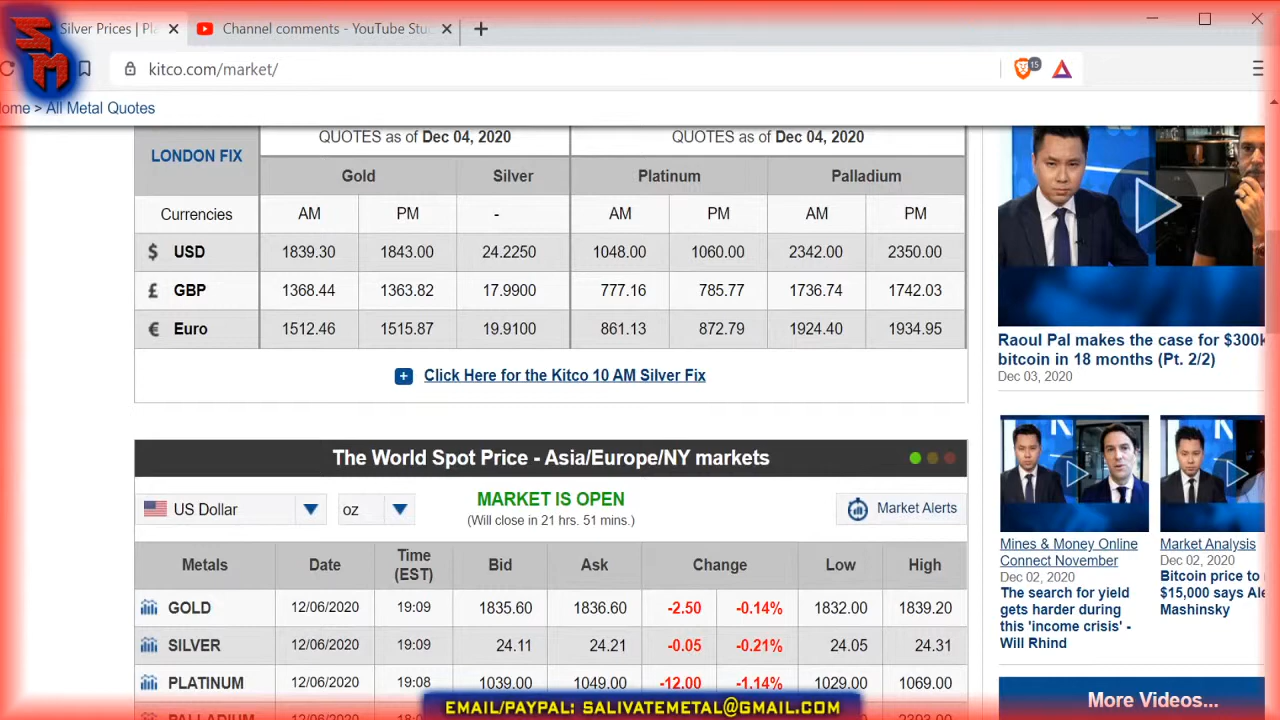 Silver Prices | Pla
Channel comments - YouTube Stu
kitco.com/market/
15
ome > All Metal Quotes
SM
LONDON FIX
QUOTES as of Dec 04, 2020 QUOTES as of Dec 04, 2020
Gold Silver Platinum Palladium
Currencies AM PM - AM PM AM PM
$ USD 1839.30 1843.00 24.2250 1048.00 1060.00 2342.00 2350.00
£ GBP 1368.44 1363.82 17.9900 777.16 785.77 1736.74 1742.03
€ Euro 1512.46 1515.87 19.9100 861.13 872.79 1924.40 1934.95
Click Here for the Kitco 10 AM Silver Fix
The World Spot Price - Asia/Europe/NY markets
US Dollar oz
MARKET IS OPEN
(Will close in 21 hrs. 51 mins.)
Market Alerts
Metals Date Time (EST) Bid Ask Change Low High
GOLD 12/06/2020 19:09 1835.60 1836.60 -2.50 -0.14% 1832.00 1839.20
SILVER 12/06/2020 19:09 24.11 24.21 -0.05 -0.21% 24.05 24.31
PLATINUM 12/06/2020 19:08 1039.00 1049.00 -12.00 -1.14% 1029.00 1069.00
Raoul Pal makes the case for $300k
bitcoin in 18 months (Pt. 2/2)
Dec 03, 2020
Mines & Money Online
Connect November
Dec 02, 2020
The search for yield
gets harder during
this 'income crisis' -
Will Rhind
Market Analysis
Dec 02, 2020
Bitcoin price to
$15,000 says Ale
Mashinsky
More Videos...
EMAIL/PAYPAL: SALIVATEMETAL@GMAIL.COM